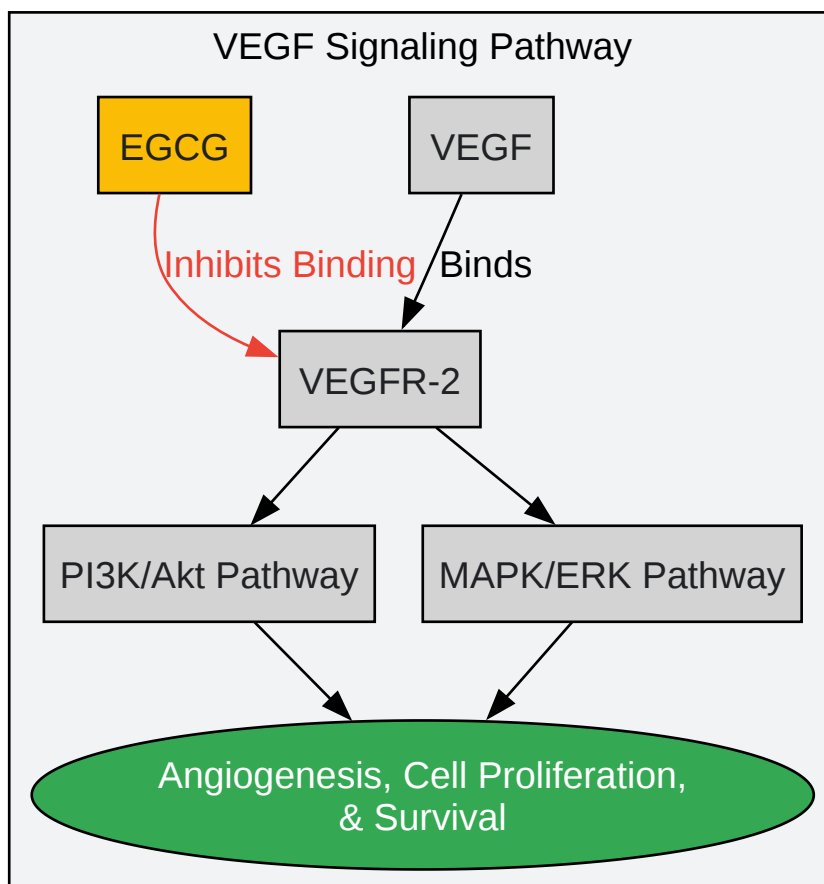 VEGF Signaling Pathway
EGCG
VEGF
Inhibits Binding
Binds
VEGFR-2
PI3K/Akt Pathway
MAPK/ERK Pathway
Angiogenesis, Cell Proliferation,
& Survival